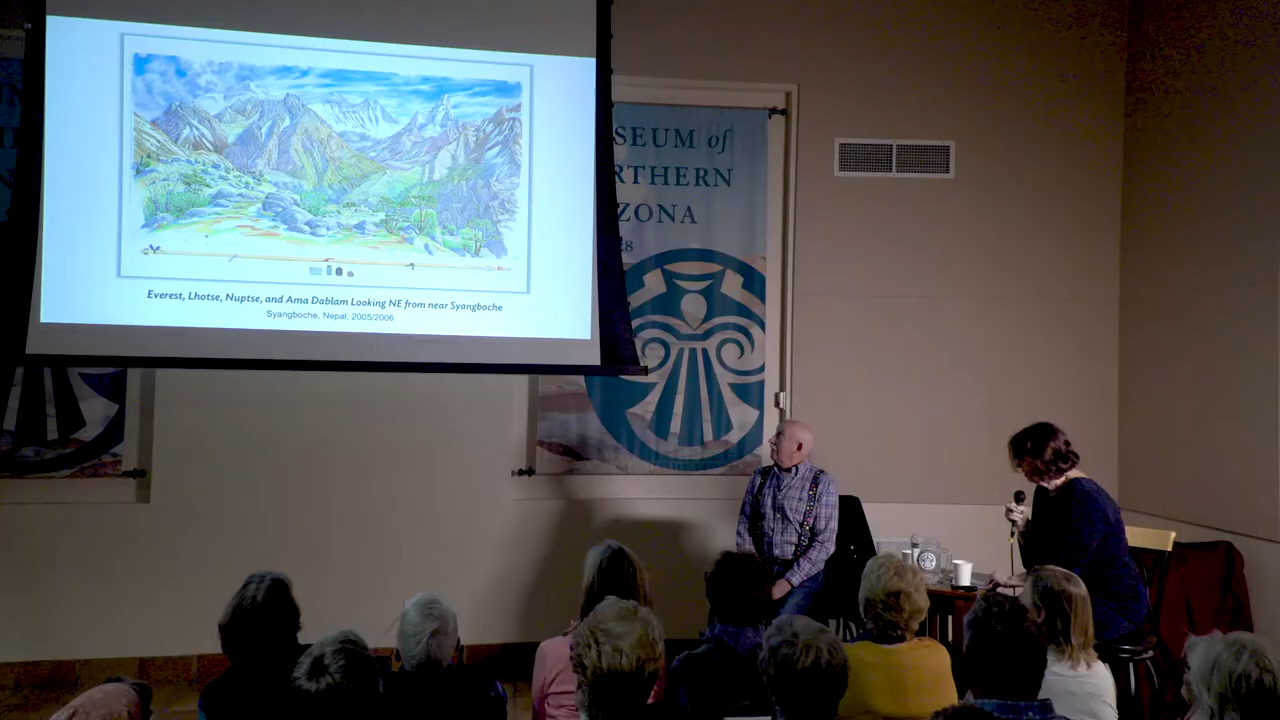 Everest, Lhotse, Nuptse, and Ama Dablam Looking NE from near Syangboche
Syangboche, Nepal, 2005/2006
SEUM of
RTHERN
ZONA
28